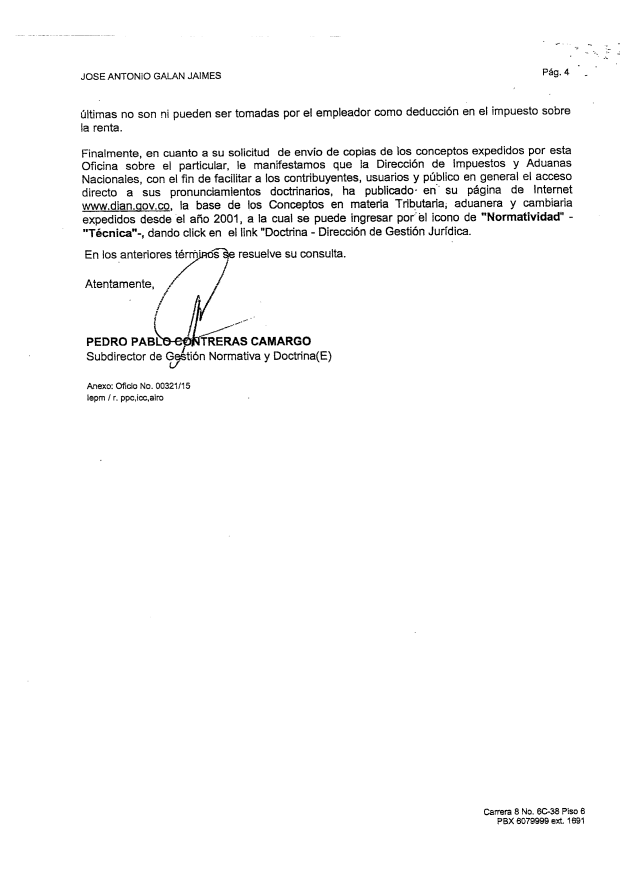 JOSE ANTONIO GALAN JAIMES
Pág. 4
últimas no son ni pueden ser tomadas por el empleador como deducción en el impuesto sobre
la renta.
Finalmente, en cuanto a su solicitud de envío de copias de los conceptos expedidos por esta
Oficina sobre el particular, le manifestamos que la Dirección de Impuestos y Aduanas
Nacionales, con el fin de facilitar a los contribuyentes, usuarios y público en general el acceso
directo a sus pronunciamientos doctrinarios, ha publicado en su página de Internet
www.dian.gov.co, la base de los Conceptos en materia Tributaria, aduanera y cambiaria
expedidos desde el año 2001, a la cual se puede ingresar por el icono de "Normatividad" -
"Técnica"-, dando click en el link "Doctrina - Dirección de Gestión Jurídica.
En los anteriores términos se resuelve su consulta.
Atentamente,
PEDRO PABLO CONTRERAS CAMARGO
Subdirector de Gestión Normativa y Doctrina(E)
Anexo: Oficio No. 00321/15
lepm / r. ppc,icc,alro
Carrera 8 No. 6C-38 Piso 6
PBX 6079999 ext. 1691